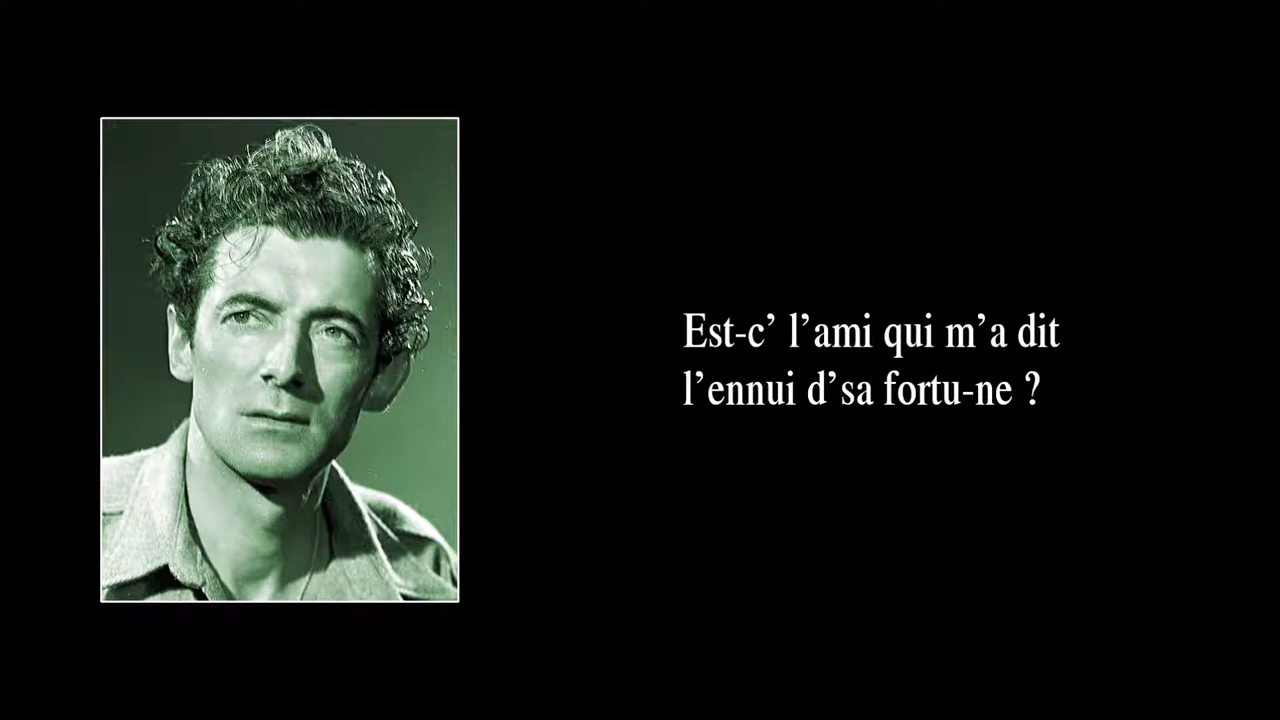 Est-c’ l’ami qui m’a dit
l’ennui d’sa fortu-ne ?